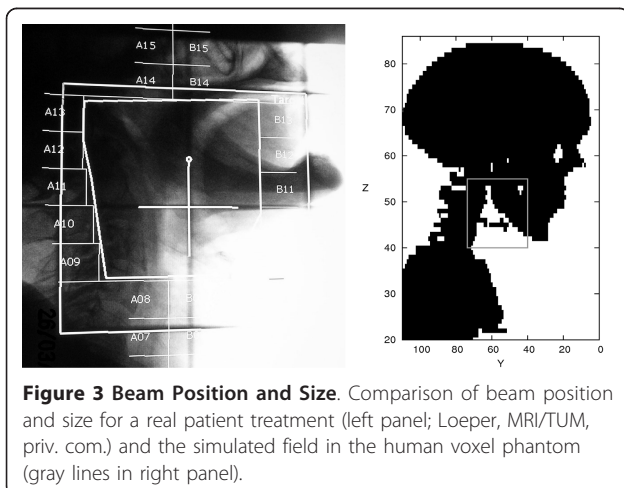 A15 B15
A14 B14
A13
A12
A11 B11
A10
A09
A08
A07
80
70
60
50
40
30
20
Z
100 80 60 40 20 0
Y
Figure 3 Beam Position and Size. Comparison of beam position
and size for a real patient treatment (left panel; Loeper, MRI/TUM,
priv. com.) and the simulated field in the human voxel phantom
(gray lines in right panel).